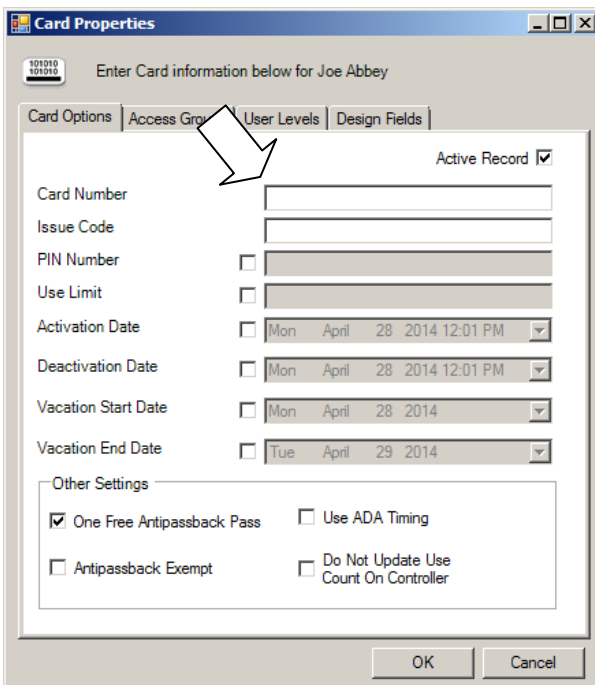 Card Properties
101010
101010
Enter Card information below for Joe Abbey
Card Options Access User Levels Design Fields
Active Record
Card Number
Issue Code
PIN Number
Use Limit
Activation Date Mon April 28 2014 12:01 PM
Deactivation Date Mon April 28 2014 12:01 PM
Vacation Start Date Mon April 28 2014
Vacation End Date Tue April 29 2014
Other Settings
One Free Antipassback Pass Use ADA Timing
Antipassback Exempt Do Not Update Use
Count On Controller
OK Cancel